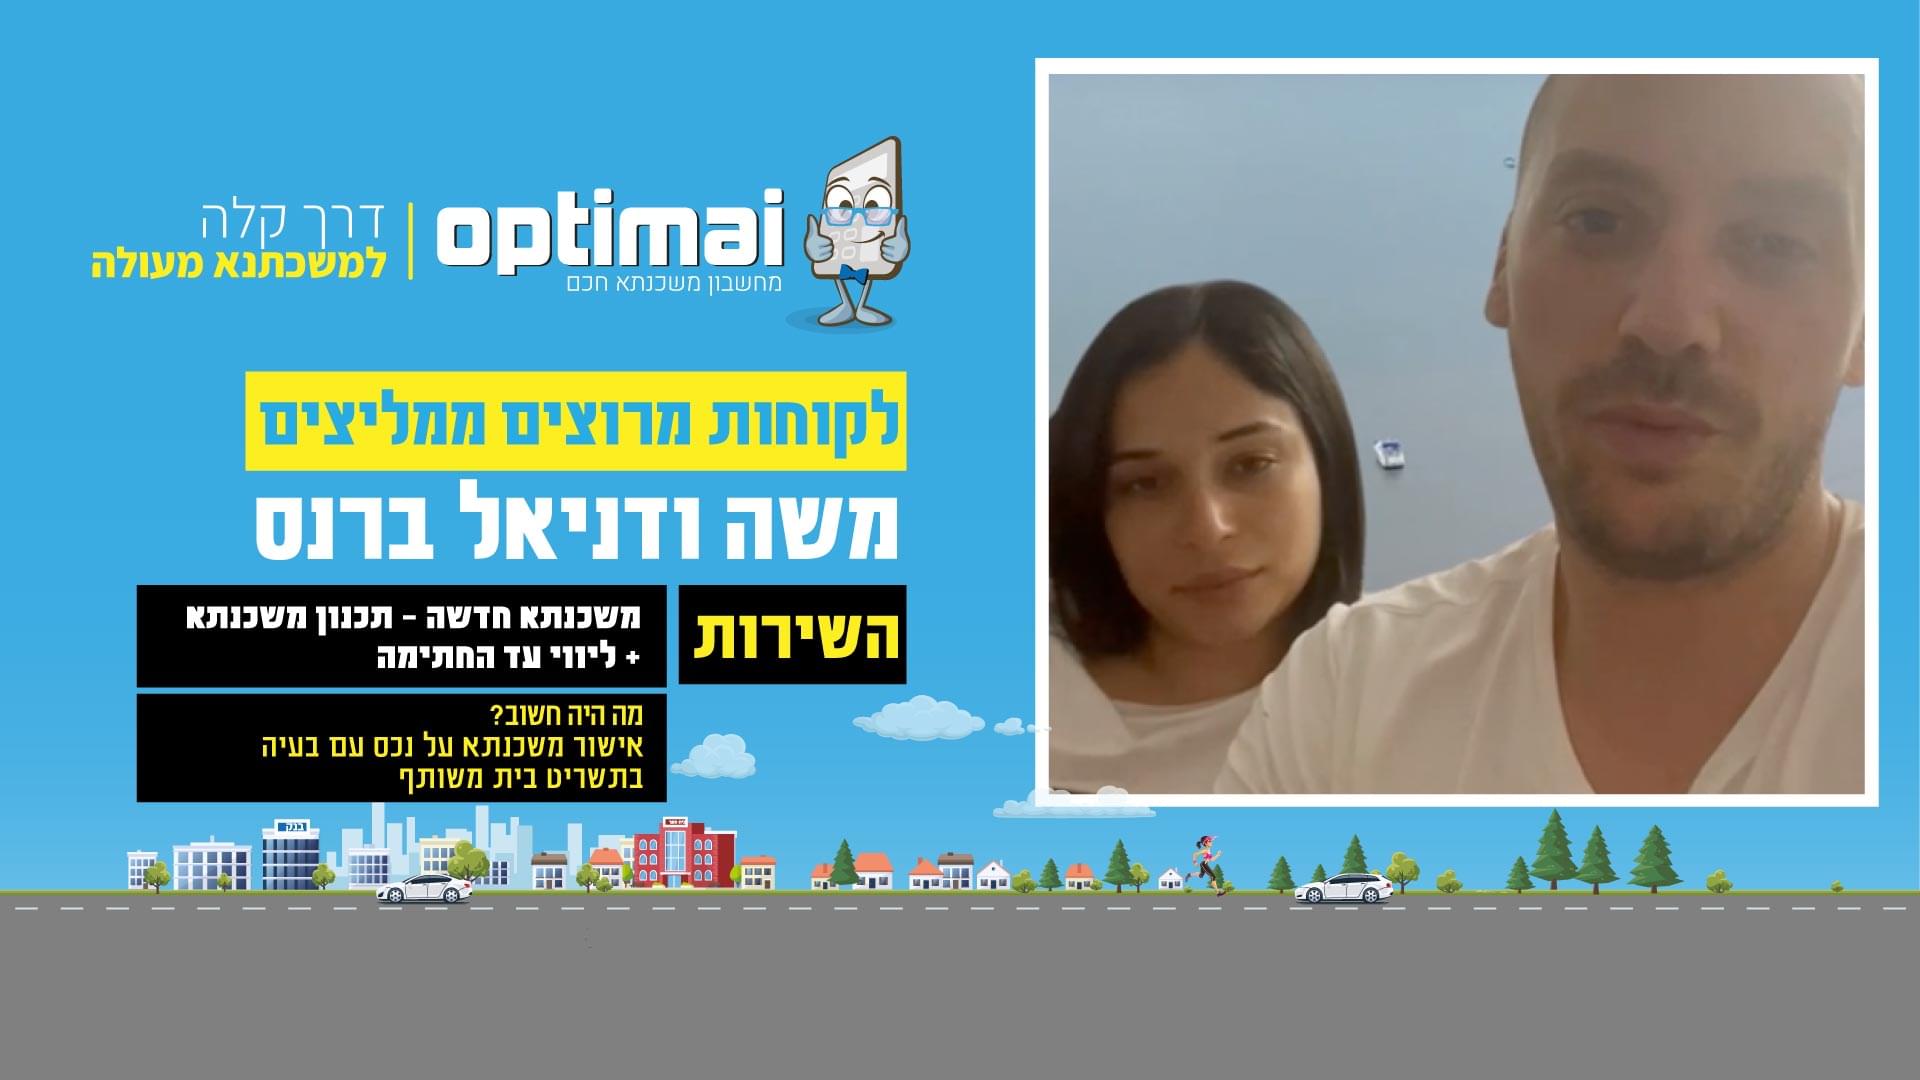 optimai
מחשבון משכנתא חכם
דרך קלה
למשכתנא מעולה
לקוחות מרוצים ממליצים
משה ודניאל ברנס
השירות
משכנתא חדשה - תכנון משכנתא
+ ליווי עד החתימה
מה היה חשוב?
אישור משכנתא על נכס עם בעיה
בתשריט בית משותף
בנק